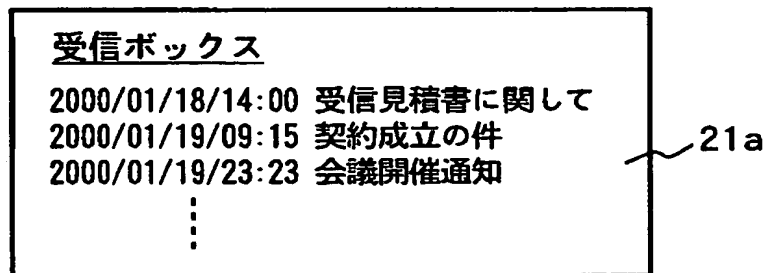 受信ボックス
2000/01/18/14:00 受信見積書に関して
2000/01/19/09:15 契約成立の件
2000/01/19/23:23 会議開催通知
21a